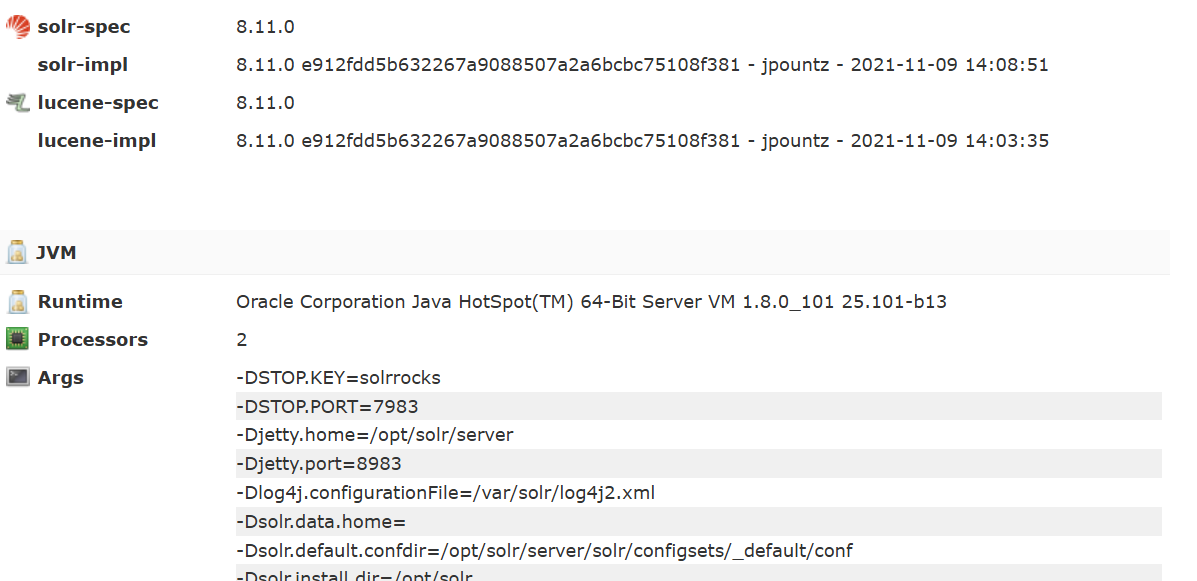 solr-spec 8.11.0
solr-impl 8.11.0 e912fdd5b632267a9088507a2a6bcbc75108f381 - jpountz - 2021-11-09 14:08:51
lucene-spec 8.11.0
lucene-impl 8.11.0 e912fdd5b632267a9088507a2a6bcbc75108f381 - jpountz - 2021-11-09 14:03:35
JVM
Runtime Oracle Corporation Java HotSpot(TM) 64-Bit Server VM 1.8.0_101 25.101-b13
Processors 2
Args -DSTOP.KEY=solrrocks
-DSTOP.PORT=7983
-Djetty.home=/opt/solr/server
-Djetty.port=8983
-Dlog4j.configurationFile=/var/solr/log4j2.xml
-Dsolr.data.home=
-Dsolr.default.confdir=/opt/solr/server/solr/configsets/_default/conf
-Dsolr.install.dir=/opt/solr